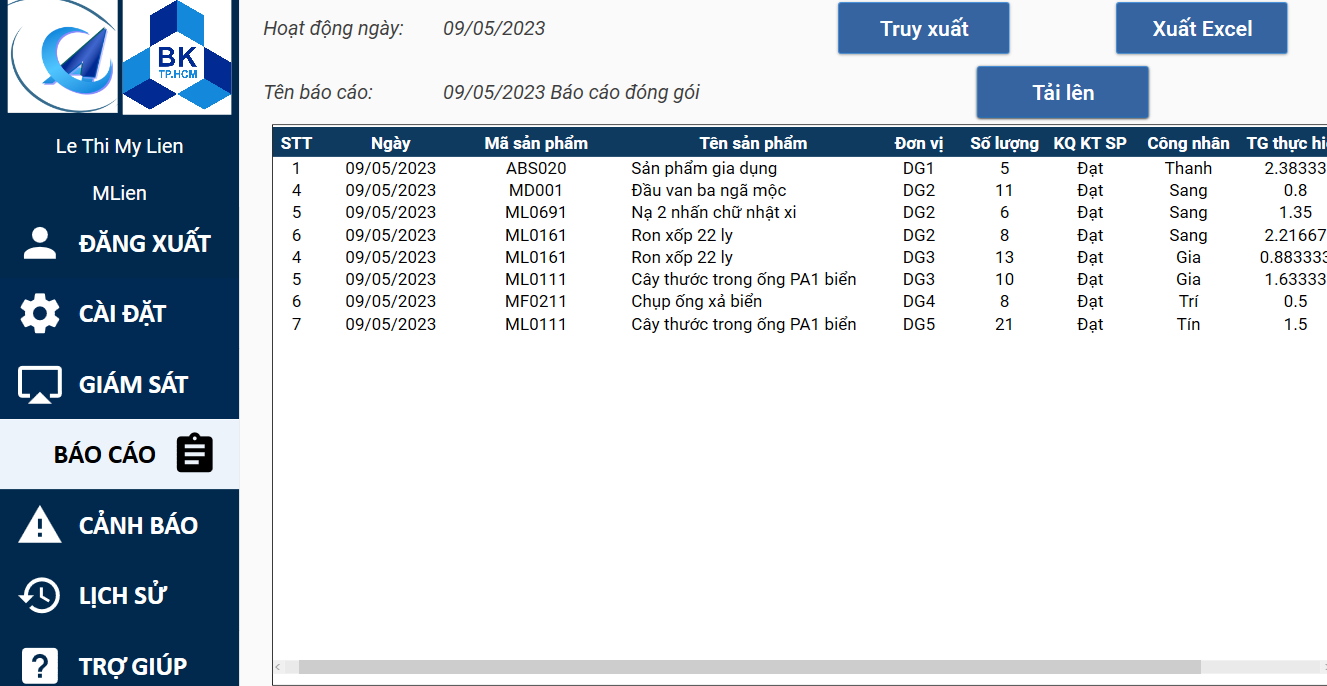 BK
TP.HCM
Le Thi My Lien
MLien
ĐĂNG XUẤT
CÀI ĐẶT
GIÁM SÁT
BÁO CÁO
CẢNH BÁO
LỊCH SỬ
TRỢ GIÚP
Hoạt động ngày: 09/05/2023 Truy xuất Xuất Excel
Tên báo cáo: 09/05/2023 Báo cáo đóng gói Tải lên
STT Ngày Mã sản phẩm Tên sản phẩm Đơn vị Số lượng KQ KT SP Công nhân TG thực hi
1 09/05/2023 ABS020 Sản phẩm gia dụng DG1 5 Đạt Thanh 2.38333
4 09/05/2023 MD001 Đầu van ba ngã mộc DG2 11 Đạt Sang 0.8
5 09/05/2023 ML0691 Nạ 2 nhấn chữ nhật xi DG2 6 Đạt Sang 1.35
6 09/05/2023 ML0161 Ron xốp 22 ly DG2 8 Đạt Sang 2.21667
4 09/05/2023 ML0161 Ron xốp 22 ly DG3 13 Đạt Gia 0.883333
5 09/05/2023 ML0111 Cây thước trong ống PA1 biển DG3 10 Đạt Gia 1.63333
6 09/05/2023 MF0211 Chụp ống xả biển DG4 8 Đạt Trí 0.5
7 09/05/2023 ML0111 Cây thước trong ống PA1 biển DG5 21 Đạt Tín 1.5